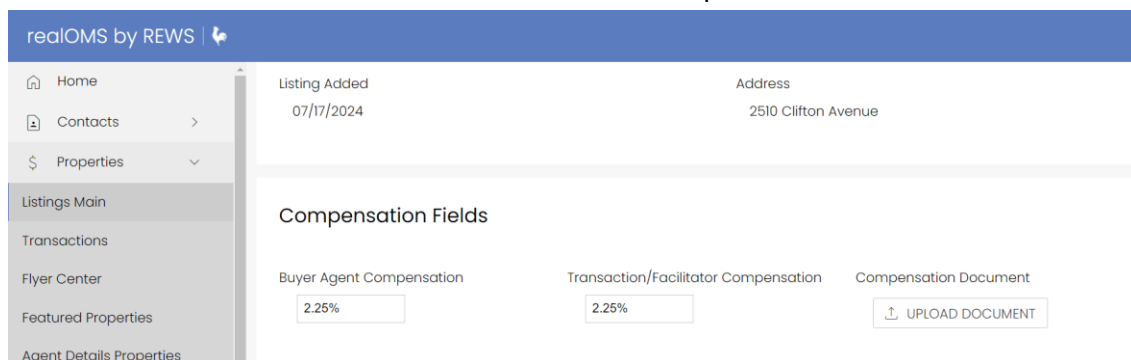 realOMS by REWS
Home
Contacts
Properties
Listings Main
Transactions
Flyer Center
Featured Properties
Agent Details Properties
Listing Added
07/17/2024
Address
2510 Clifton Avenue
Compensation Fields
Buyer Agent Compensation
2.25%
Transaction/Facilitator Compensation
2.25%
Compensation Document
UPLOAD DOCUMENT